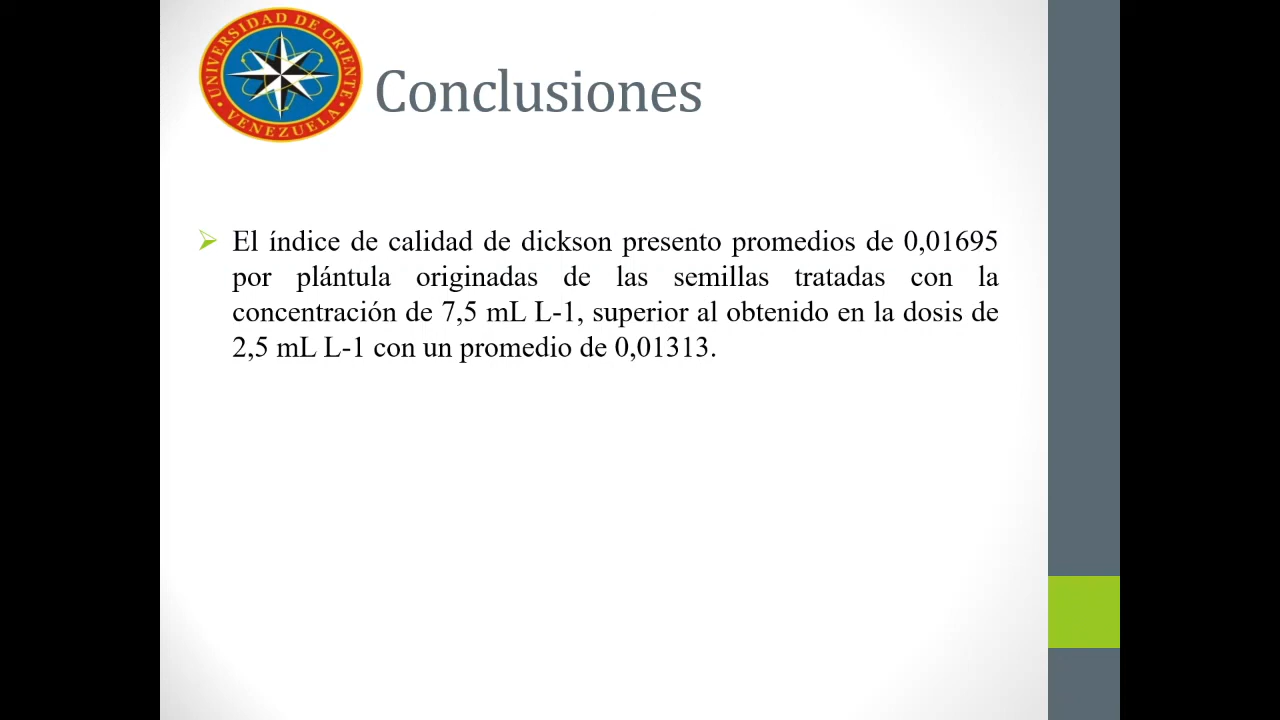 UNIVERSIDAD DE ORIENTE
VENEZUELA
Conclusiones
El índice de calidad de dickson presento promedios de 0,01695
por plántula originadas de las semillas tratadas con la
concentración de 7,5 mL L-1, superior al obtenido en la dosis de
2,5 mL L-1 con un promedio de 0,01313.